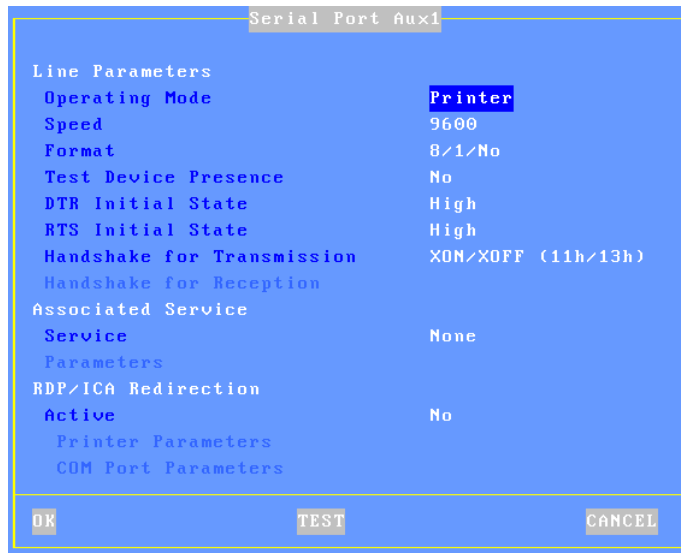 Serial Port Aux1
Line Parameters
Operating Mode Printer
Speed 9600
Format 8/1/No
Test Device Presence No
DTR Initial State High
RTS Initial State High
Handshake for Transmission XON/XOFF (11h/13h)
Handshake for Reception
Associated Service
Service None
Parameters
RDP/ICA Redirection
Active No
Printer Parameters
COM Port Parameters
OK TEST CANCEL